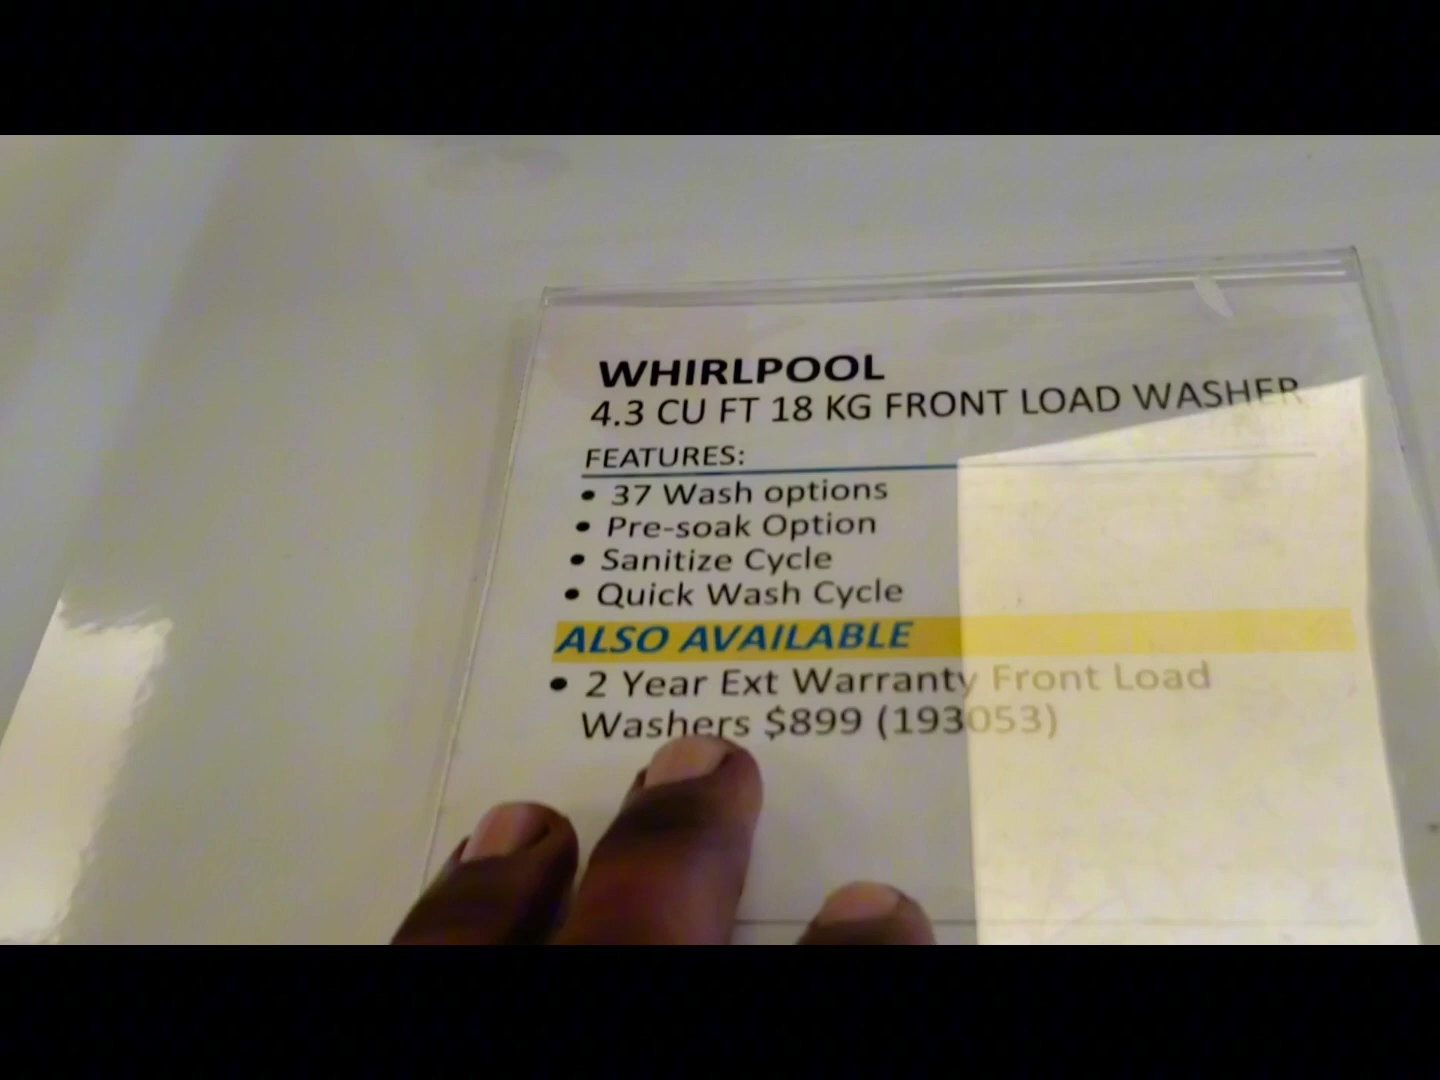 WHIRLPOOL
4.3 CU FT 18 KG FRONT LOAD WASHER
FEATURES:
• 37 Wash options
• Pre-soak Option
• Sanitize Cycle
• Quick Wash Cycle
ALSO AVAILABLE
• 2 Year Ext Warranty Front Load
Washers $899 (193053)